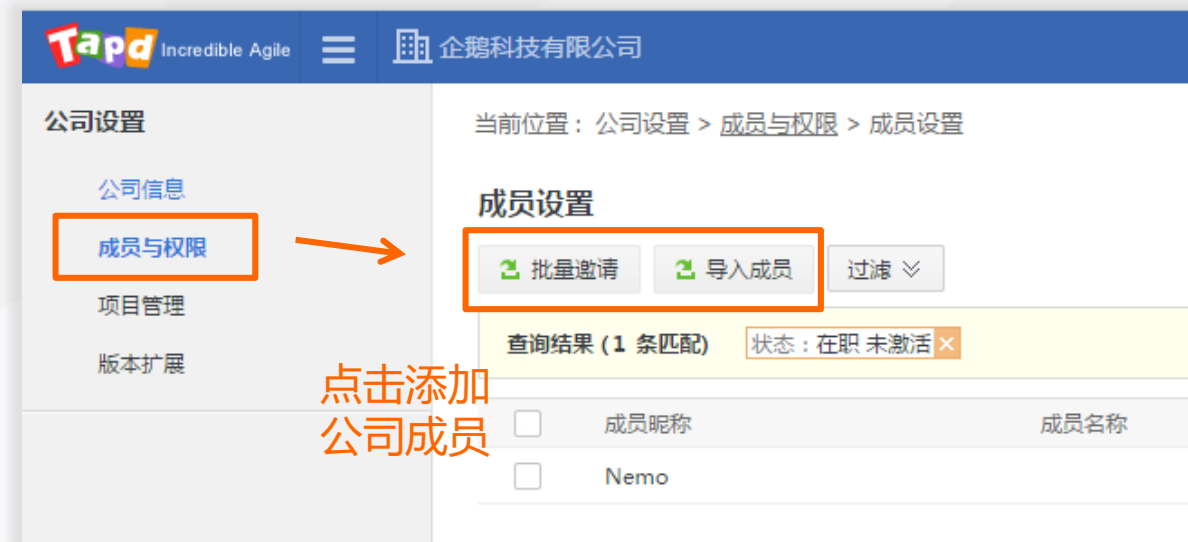 Tapd Incredible Agile 企鹅科技有限公司
公司设置
公司信息
成员与权限
项目管理
版本扩展
当前位置： 公司设置 > 成员与权限 > 成员设置
成员设置
批量邀请 导入成员 过滤
查询结果 (1 条匹配) 状态：在职 未激活 ×
点击添加
公司成员
成员昵称 成员名称
Nemo